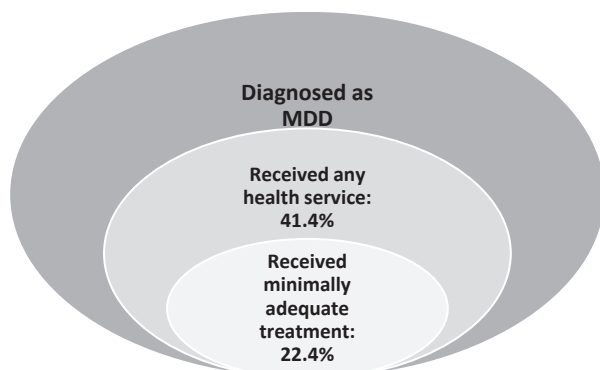 Diagnosed as
MDD
Received any
health service:
41.4%
Received
minimally
adequate
treatment:
22.4%